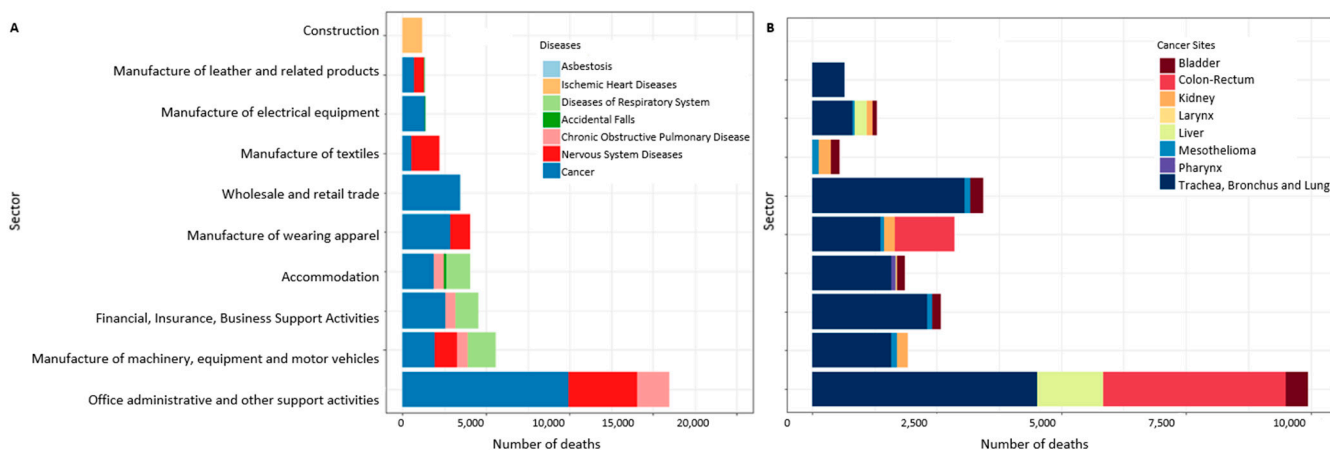 A
Sector
Construction
Manufacture of leather and related products
Manufacture of electrical equipment
Manufacture of textiles
Wholesale and retail trade
Manufacture of wearing apparel
Accommodation
Financial, Insurance, Business Support Activities
Manufacture of machinery, equipment and motor vehicles
Office administrative and other support activities
Diseases
Asbestosis
Ischemic Heart Diseases
Diseases of Respiratory System
Accidental Falls
Chronic Obstructive Pulmonary Disease
Nervous System Diseases
Cancer
0 5,000 10,000 15,000 20,000
Number of deaths
B
Sector
Cancer Sites
Bladder
Colon-Rectum
Kidney
Larynx
Liver
Mesothelioma
Pharynx
Trachea, Bronchus and Lung
0 2,500 5,000 7,500 10,000
Number of deaths